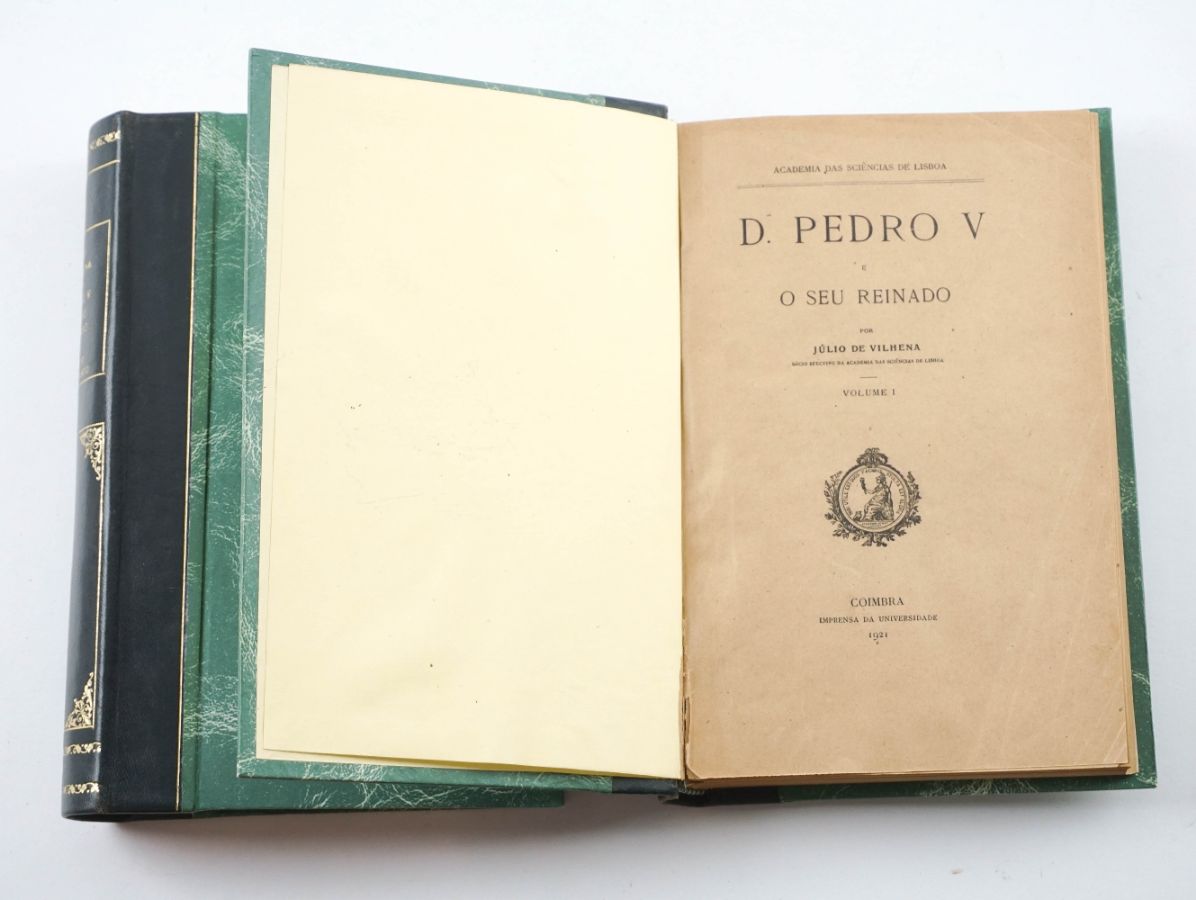 ACADEMIA DAS SCIÊNCIAS DE LISBOA
D. PEDRO V
E
O SEU REINADO
POR
JÚLIO DE VILHENA
SÓCIO EFECTIVO DA ACADEMIA DAS SCIÊNCIAS DE LISBOA
VOLUME I
COIMBRA
IMPRENSA DA UNIVERSIDADE
1921